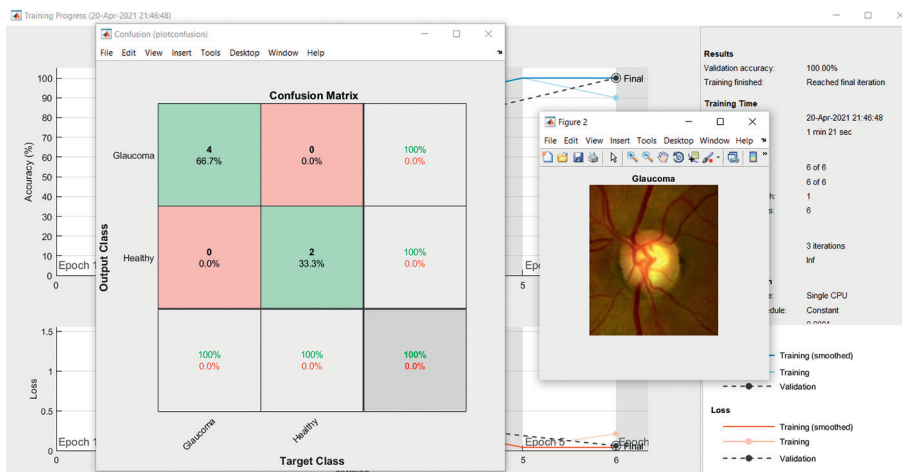 Training Progress (20-Apr-2021 21:46:48)
Confusion (plotconfusion)
File Edit View Insert Tools Desktop Window Help
Confusion Matrix
Glaucoma
4
66.7%
0
0.0%
100%
0.0%
Healthy
0
0.0%
2
33.3%
100%
0.0%
100%
0.0%
100%
0.0%
100%
0.0%
Output Class
Glaucoma
Healthy
Target Class
Accuracy (%)
100
90
80
70
60
50
40
30
20
10
0
Epoch 1
0
5
Final
Loss
1.5
1
0.5
0
Epoch 1
Epoch 5
Epoch
Final
0
5
6
Figure 2
File Edit View Insert Tools Desktop Window Help
Glaucoma
Results
Validation accuracy: 100.00%
Training finished: Reached final iteration
Training Time
20-Apr-2021 21:46:48
1 min 21 sec
6 of 6
6 of 6
1
6
3 iterations
Inf
Single CPU
Constant
Training (smoothed)
Training
Validation
Loss
Training (smoothed)
Training
Validation